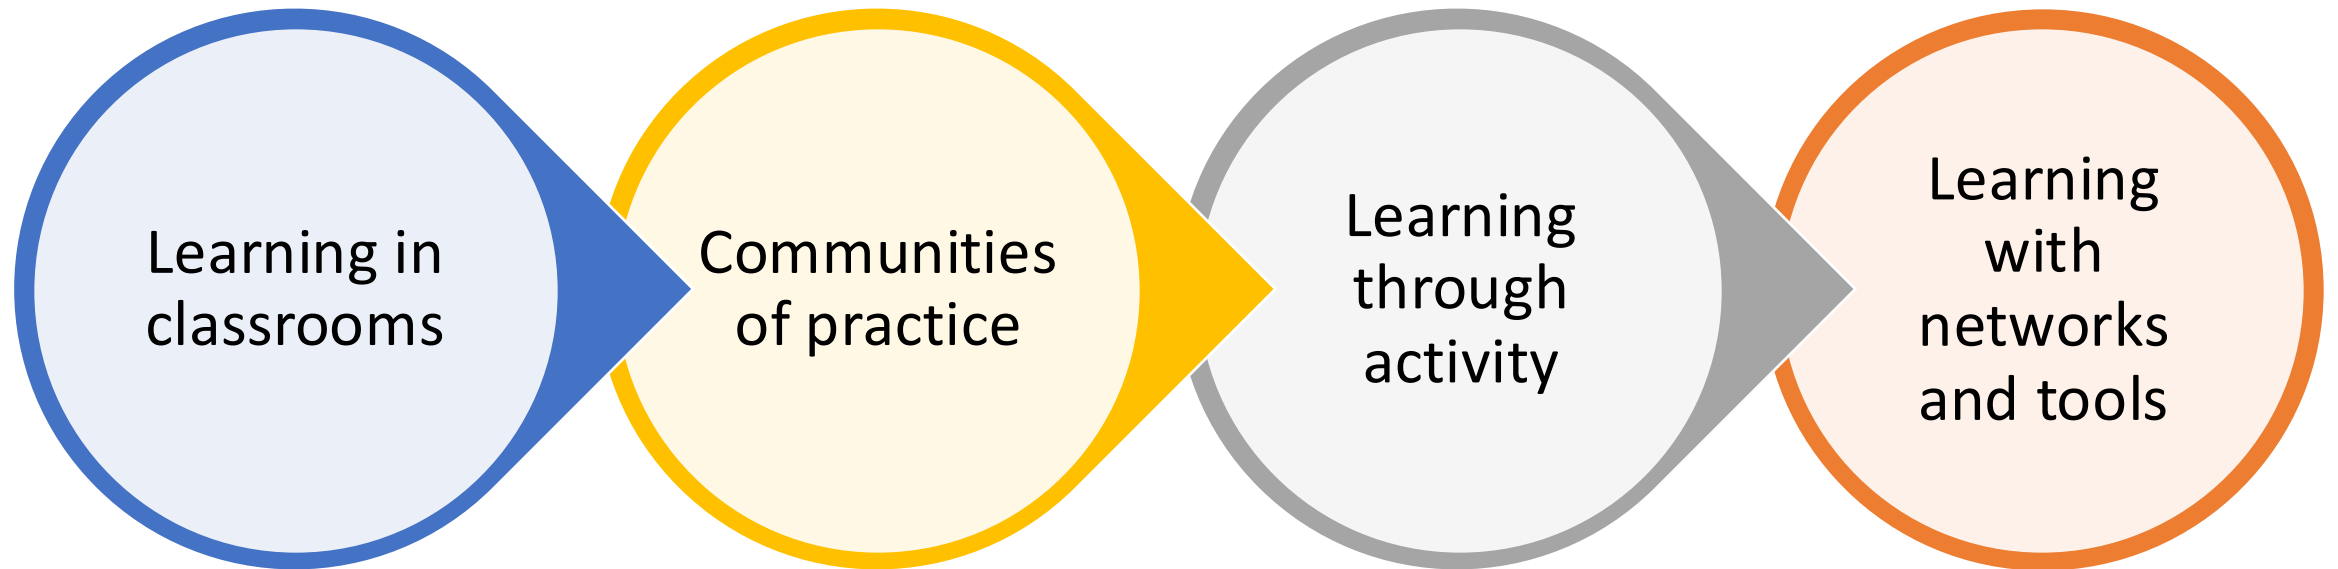 Learning in
classrooms
Communities
of practice
Learning
through
activity
Learning
with
networks
and tools